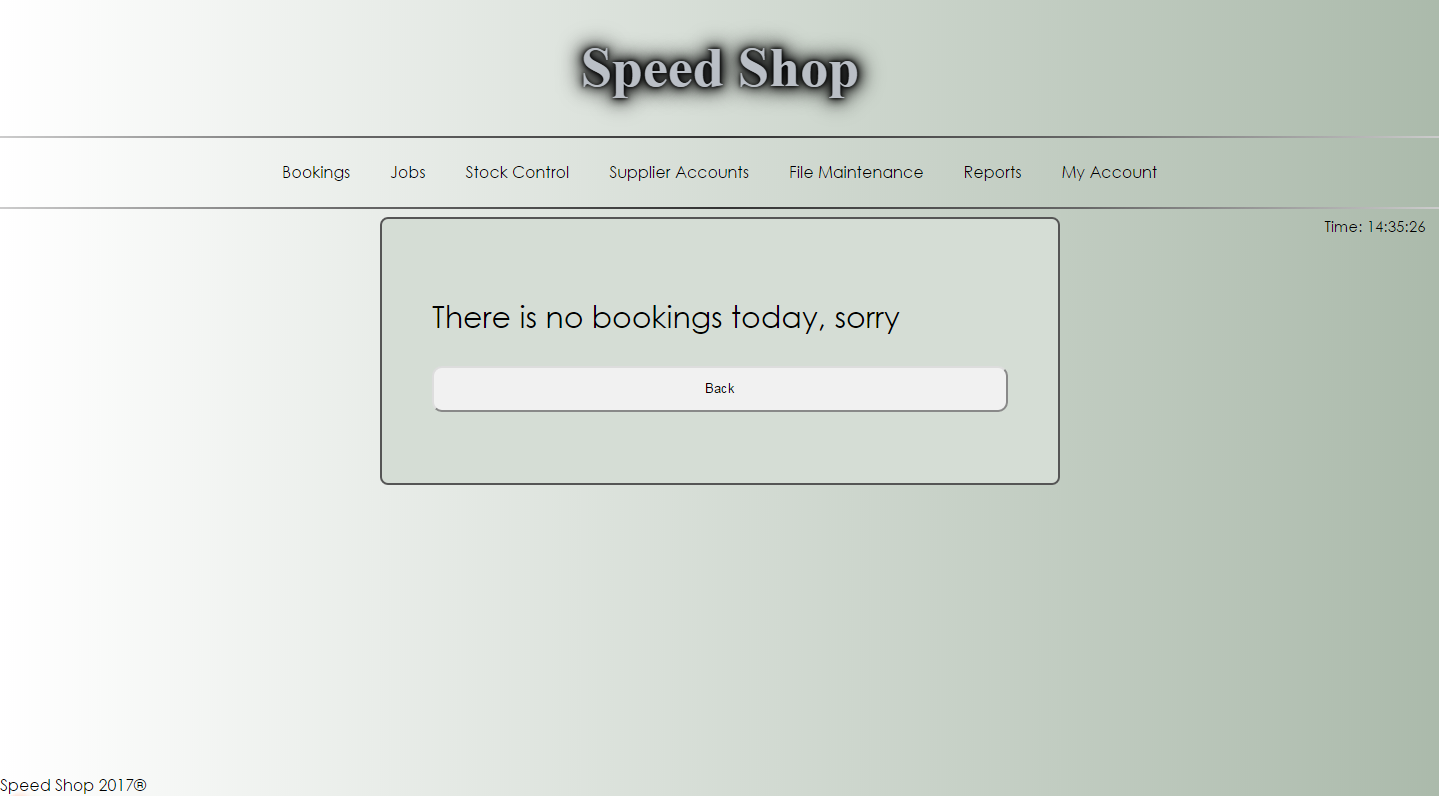 Speed Shop
Bookings Jobs Stock Control Supplier Accounts File Maintenance Reports My Account
Time: 14:35:26
There is no bookings today, sorry
Back
Speed Shop 2017®